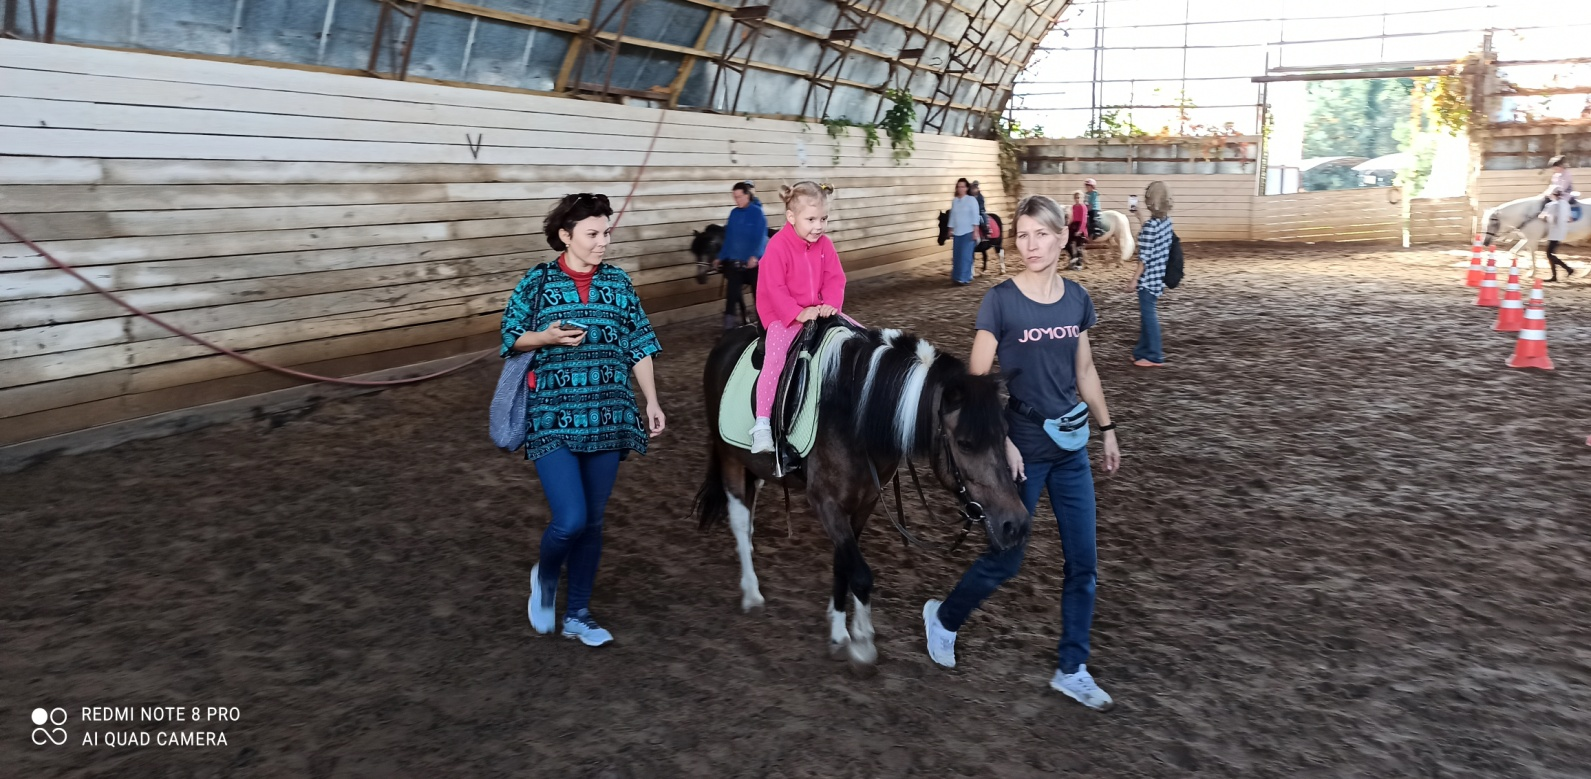 V
JOMOTO
REDMI NOTE 8 PRO
AI QUAD CAMERA